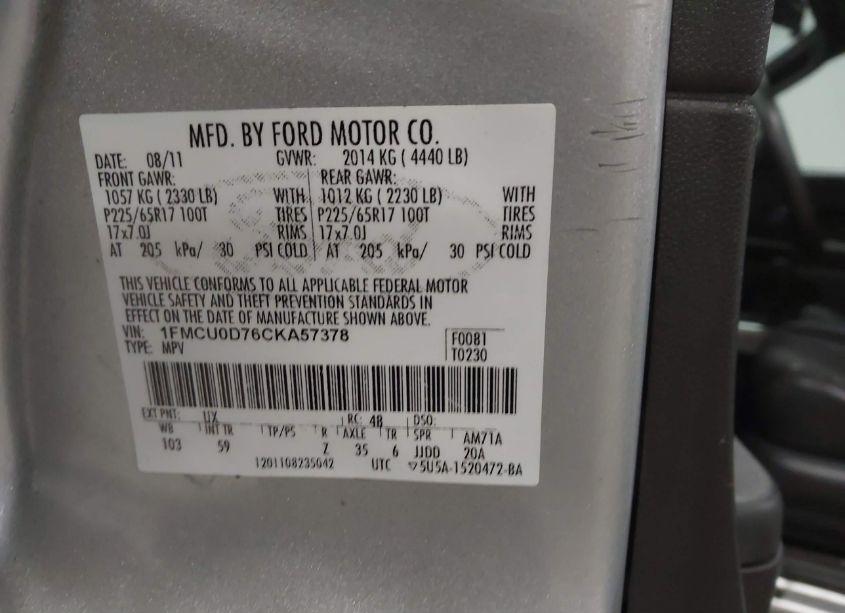 MFD. BY FORD MOTOR CO.
DATE: 08/11 GVWR: 2014 KG ( 4440 LB)
FRONT GAWR: REAR GAWR:
1057 KG ( 2330 LB) WITH 1012 KG ( 2230 LB) WITH
P225/65R17 100T TIRES P225/65R17 100T TIRES
17x7.0J RIMS 17x7.0J RIMS
AT 205 kPa/ 30 PSI COLD AT 205 kPa/ 30 PSI COLD
THIS VEHICLE CONFORMS TO ALL APPLICABLE FEDERAL MOTOR
VEHICLE SAFETY AND THEFT PREVENTION STANDARDS IN
EFFECT ON THE DATE OF MANUFACTURE SHOWN ABOVE.
VIN: 1FMCU0D76CKA57378 F0081
TYPE: MPV T0230
EXT PNT: UX RC: 48 DSO:
WB INT TR TP/PS R AXLE TR SPR AM71A
103 59 Z 35 6 JJDD 20A
1201108235042 UTC 5U5A-1520472-BA